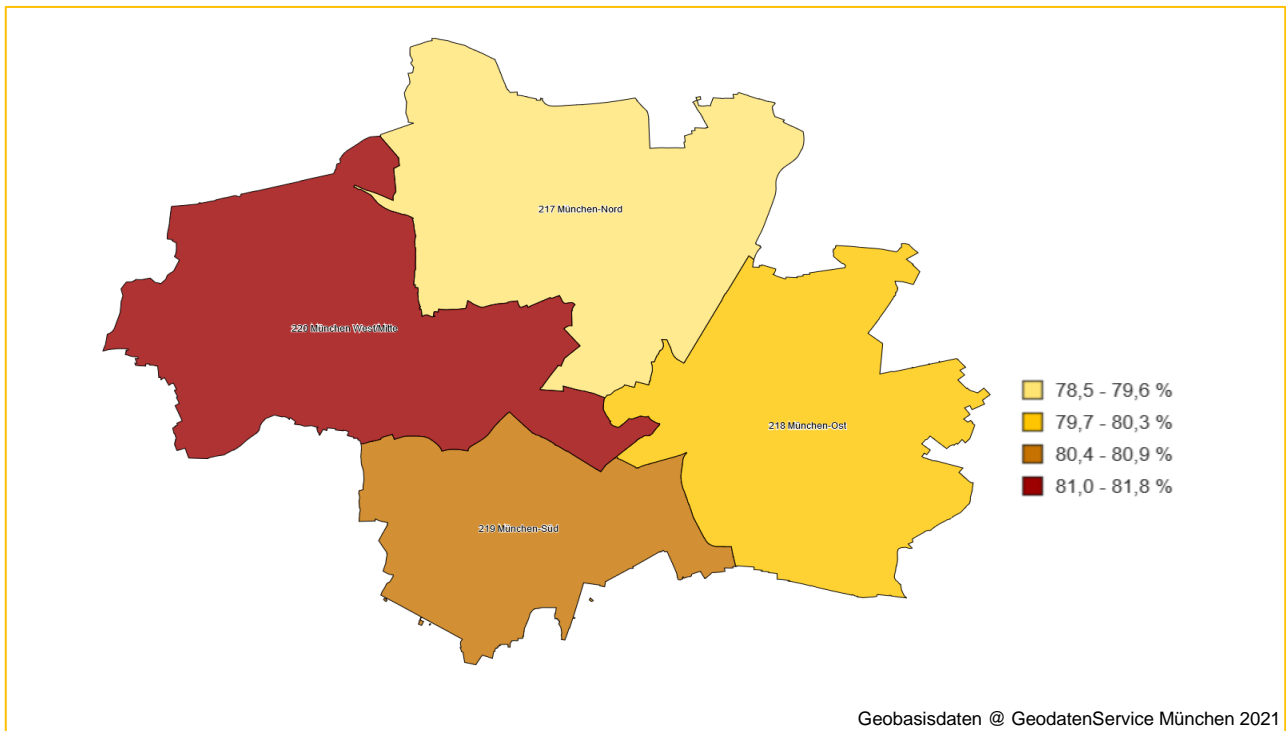 217 München-Nord
220 München West/Mitte
218 München-Ost
219 München-Süd
78,5 - 79,6 %
79,7 - 80,3 %
80,4 - 80,9 %
81,0 - 81,8 %
Geobasisdaten @ GeodatenService München 2021